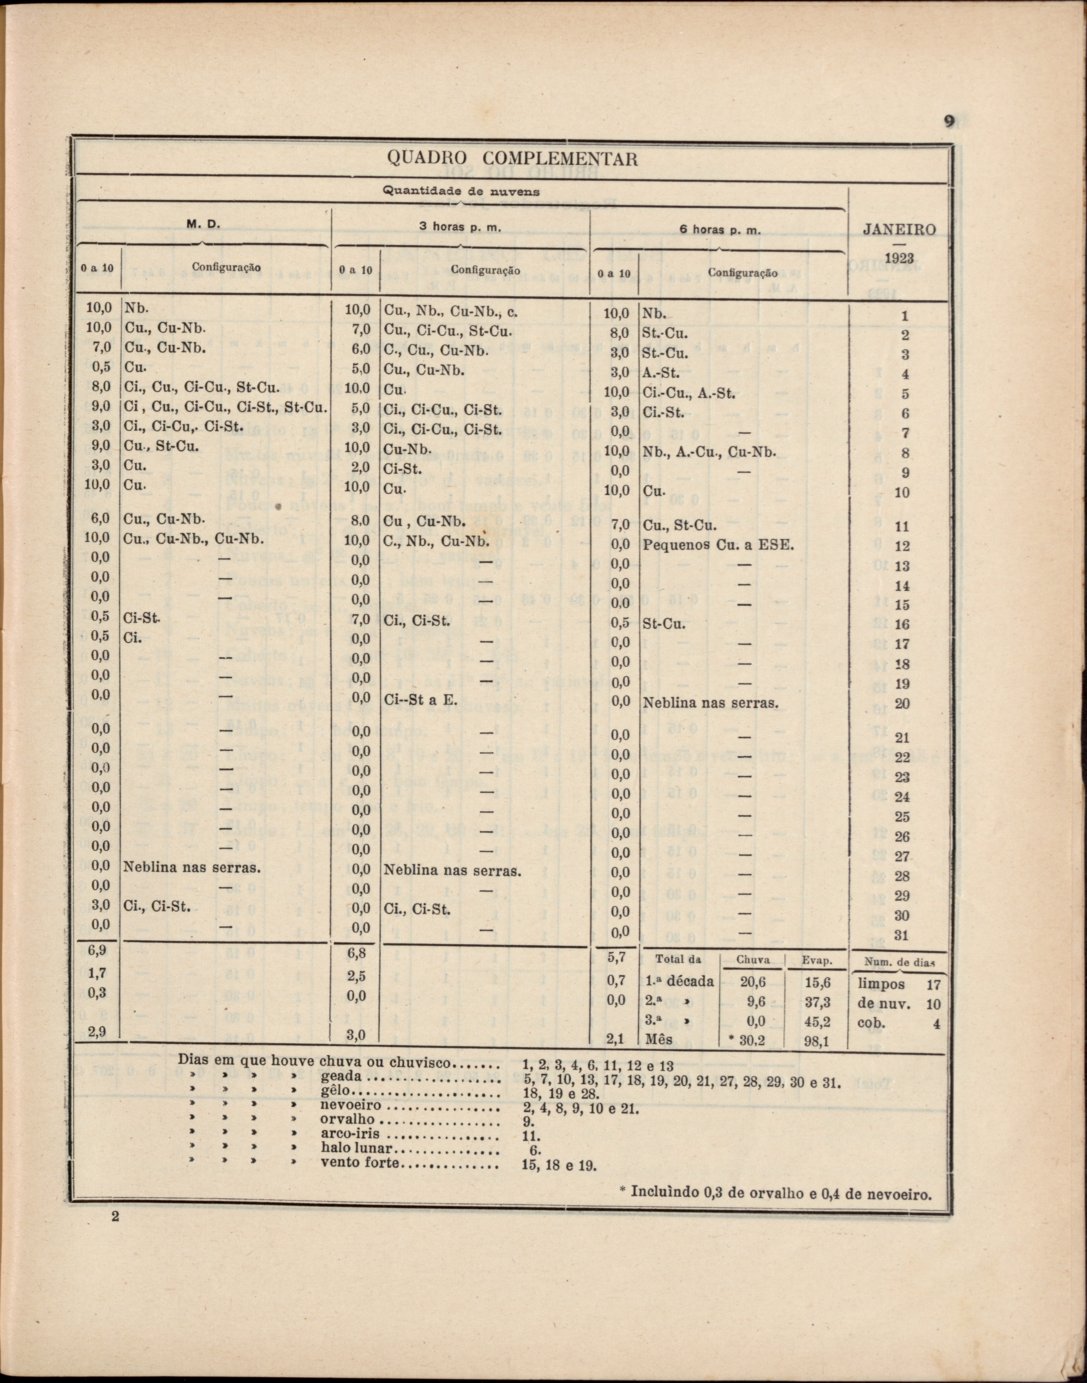 9
QUADRO COMPLEMENTAR
Quantidade de nuvens
M. D. 3 horas p. m. 6 horas p. m. JANEIRO
1923
0 a 10 Configuração 0 a 10 Configuração 0 a 10 Configuração
10,0 Nb. 10,0 Cu., Nb., Cu-Nb., c. 10,0 Nb. 1
10,0 Cu., Cu-Nb. 7,0 Cu., Ci-Cu., St-Cu. 8,0 St.-Cu. 2
7,0 Cu., Cu-Nb. 6,0 C., Cu., Cu-Nb. 3,0 St.-Cu. 3
0,5 Cu. 5,0 Cu., Cu-Nb. 3,0 A.-St. 4
8,0 Ci., Cu., Ci-Cu., St-Cu. 10.0 Cu. 10,0 Ci.-Cu., A.-St. 5
9,0 Ci , Cu., Ci-Cu., Ci-St., St-Cu. 5,0 Ci., Ci-Cu., Ci-St. 3,0 Ci.-St. 6
3,0 Ci., Ci-Cu,. Ci-St. 3,0 Ci., Ci-Cu., Ci-St. 0,0 — 7
9,0 Cu., St-Cu. 10,0 Cu-Nb. 10,0 Nb., A.-Cu., Cu-Nb. 8
3,0 Cu. 2,0 Ci-St. 0,0 — 9
10,0 Cu. 10,0 Cu. 10,0 Cu. 10
6,0 Cu., Cu-Nb. 8.0 Cu , Cu-Nb. 7,0 Cu., St-Cu. 11
10,0 Cu., Cu-Nb., Cu-Nb. 10,0 C., Nb., Cu-Nb. 0,0 Pequenos Cu. a ESE. 12
0,0 — 0,0 — 0,0 — 13
0,0 — 0,0 — 0,0 — 14
0,0 — 0,0 — 0.0 — 15
0,5 Ci-St. 7,0 Ci., Ci-St. 0,5 St-Cu. 16
0,5 Ci. 0,0 — 0,0 — 17
0,0 — 0,0 — 0,0 — 18
0,0 — 0,0 — 0,0 — 19
0,0 — 0,0 Ci--St a E. 0,0 Neblina nas serras. 20
0,0 — 0,0 — 0,0 — 21
0,0 — 0,0 — 0,0 — 22
0,0 — 0,0 — 0,0 — 23
0,0 — 0,0 — 0,0 — 24
0,0 — 0,0 — 0,0 — 25
0,0 — 0,0 — 0,0 — 26
0,0 — 0,0 — 0,0 — 27
0,0 Neblina nas serras. 0,0 Neblina nas serras. 0,0 — 28
0,0 — 0,0 — 0,0 — 29
3,0 Ci., Ci-St. 0,0 Ci., Ci-St. 0,0 — 30
0,0 — 0,0 — 0,0 — 31
6,9 6,8 5,7 Total da Chuva Evap. Num. de dias
1,7 2,5 0,7 1.ª década 20,6 15,6 limpos 17
0,3 0,0 0,0 2.ª » 9,6 37,3 de nuv. 10
3.ª » 0,0 45,2 cob. 4
2,9 3,0 2,1 Mês * 30.2 98,1
Dias em que houve chuva ou chuvisco....... 1, 2, 3, 4, 6, 11, 12 e 13
» » » » geada .................. 5, 7, 10, 13, 17, 18, 19, 20, 21, 27, 28, 29, 30 e 31.
» » » » gêlo..................... 18, 19 e 28.
» » » » nevoeiro ................ 2, 4, 8, 9, 10 e 21.
» » » » orvalho ................. 9.
» » » » arco-iris ................ 11.
» » » » halo lunar............... 6.
» » » » vento forte.............. 15, 18 e 19.
* Incluìndo 0,3 de orvalho e 0,4 de nevoeiro.
2